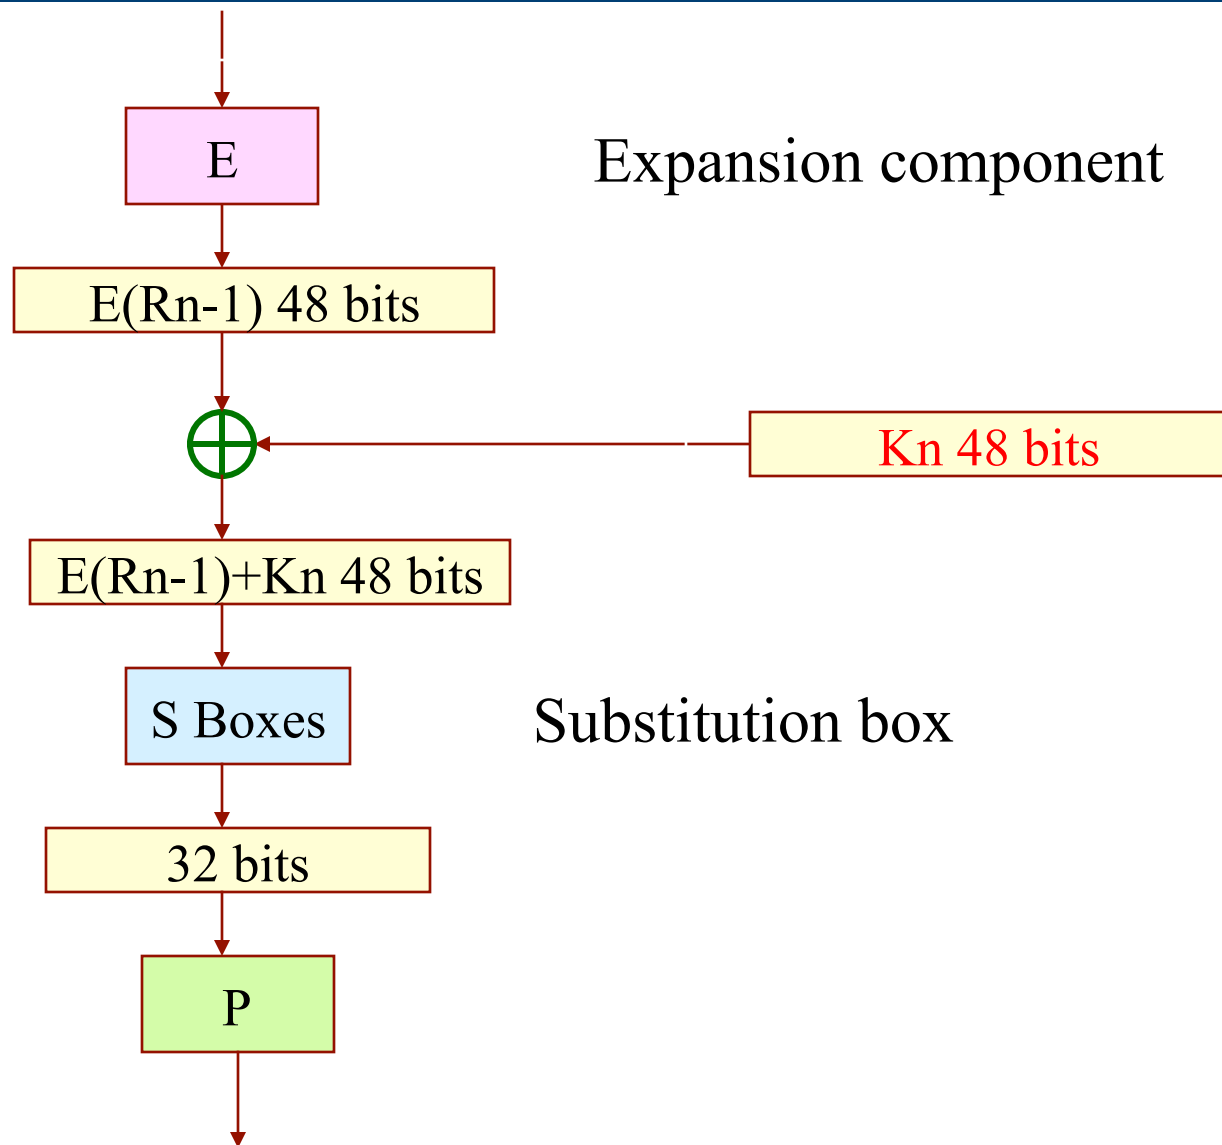 E
Expansion component
E(Rn-1) 48 bits
Kn 48 bits
E(Rn-1)+Kn 48 bits
S Boxes
Substitution box
32 bits
P